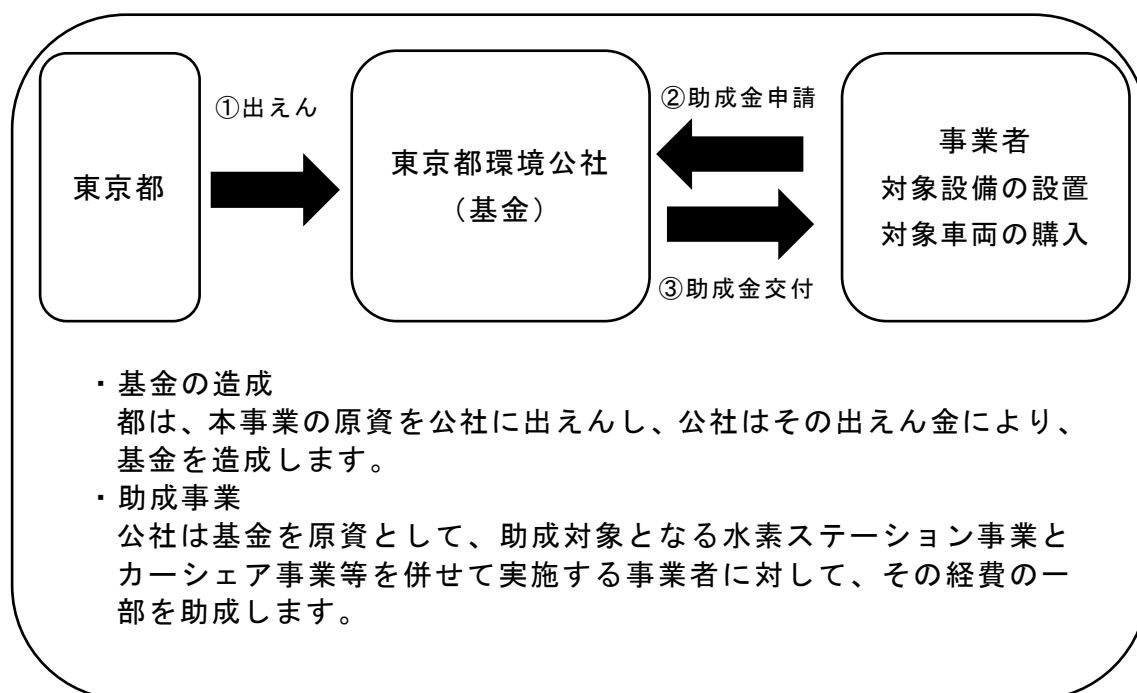 東京都
①出えん
東京都環境公社
（基金）
②助成金申請
③助成金交付
事業者
対象設備の設置
対象車両の購入
・基金の造成
都は、本事業の原資を公社に出えんし、公社はその出えん金により、
基金を造成します。
・助成事業
公社は基金を原資として、助成対象となる水素ステーション事業と
カーシェア事業等を併せて実施する事業者に対して、その経費の一
部を助成します。